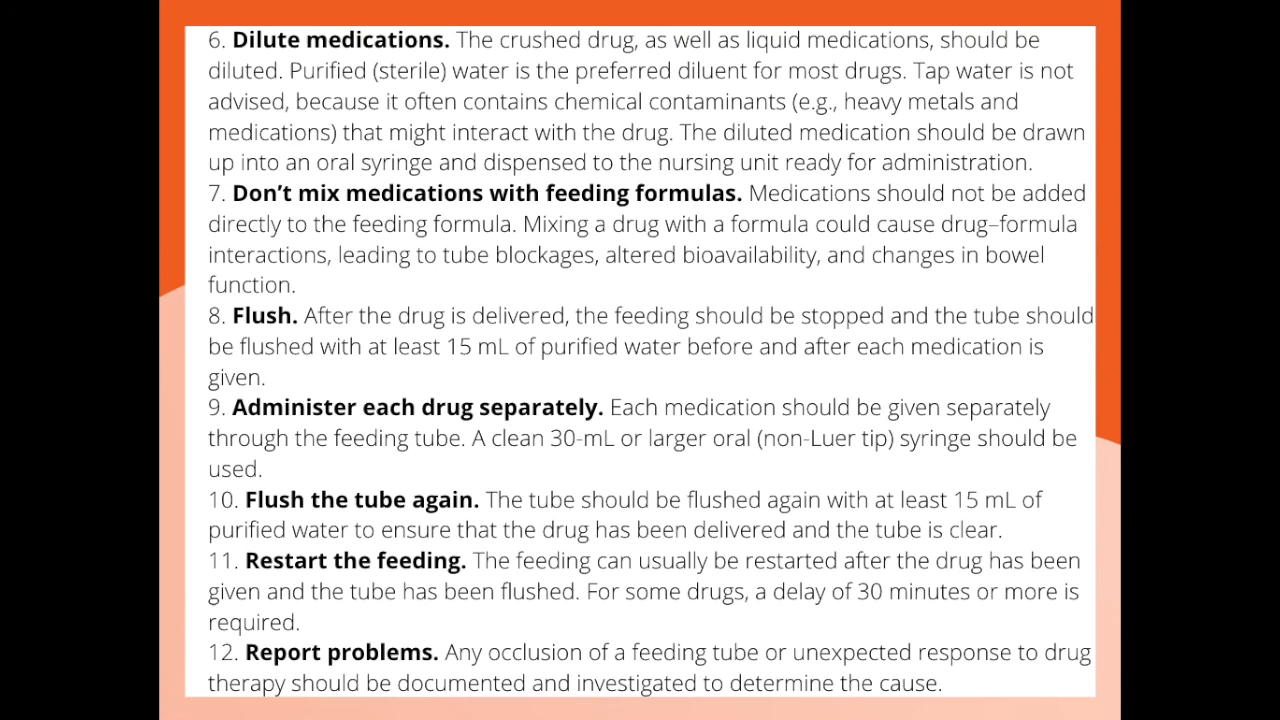 6. Dilute medications. The crushed drug, as well as liquid medications, should be
diluted. Purified (sterile) water is the preferred diluent for most drugs. Tap water is not
advised, because it often contains chemical contaminants (e.g., heavy metals and
medications) that might interact with the drug. The diluted medication should be drawn
up into an oral syringe and dispensed to the nursing unit ready for administration.
7. Don’t mix medications with feeding formulas. Medications should not be added
directly to the feeding formula. Mixing a drug with a formula could cause drug–formula
interactions, leading to tube blockages, altered bioavailability, and changes in bowel
function.
8. Flush. After the drug is delivered, the feeding should be stopped and the tube should
be flushed with at least 15 mL of purified water before and after each medication is
given.
9. Administer each drug separately. Each medication should be given separately
through the feeding tube. A clean 30-mL or larger oral (non-Luer tip) syringe should be
used.
10. Flush the tube again. The tube should be flushed again with at least 15 mL of
purified water to ensure that the drug has been delivered and the tube is clear.
11. Restart the feeding. The feeding can usually be restarted after the drug has been
given and the tube has been flushed. For some drugs, a delay of 30 minutes or more is
required.
12. Report problems. Any occlusion of a feeding tube or unexpected response to drug
therapy should be documented and investigated to determine the cause.